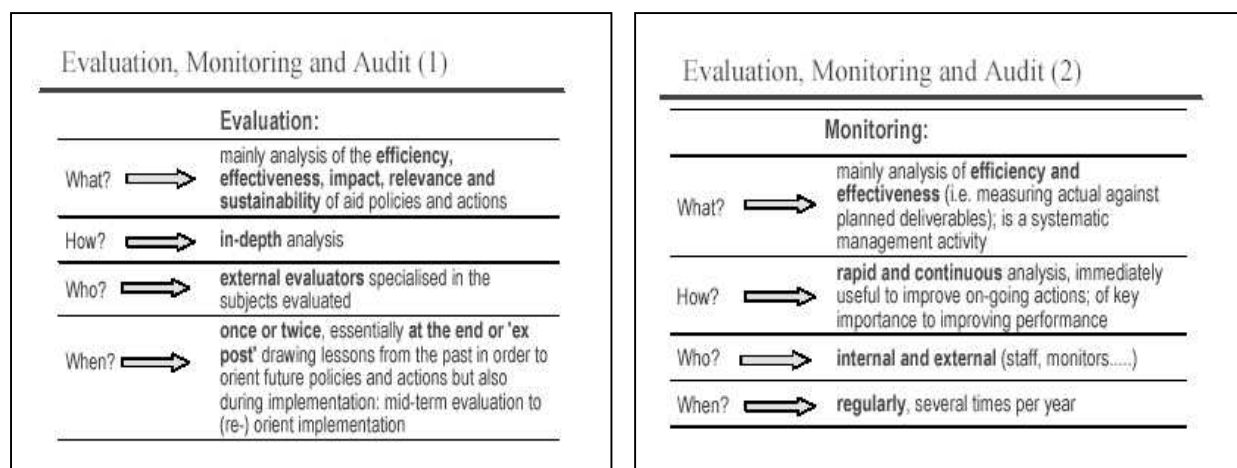 Evaluation, Monitoring and Audit (1)
Evaluation:
What?
mainly analysis of the efficiency,
effectiveness, impact, relevance and
sustainability of aid policies and actions
How?
in-depth analysis
Who?
external evaluators specialised in the
subjects evaluated
When?
once or twice, essentially at the end or 'ex
post' drawing lessons from the past in order to
orient future policies and actions but also
during implementation: mid-term evaluation to
(re-) orient implementation
Evaluation, Monitoring and Audit (2)
Monitoring:
What?
mainly analysis of efficiency and
effectiveness (i.e. measuring actual against
planned deliverables); is a systematic
management activity
How?
rapid and continuous analysis, immediately
useful to improve on-going actions; of key
importance to improving performance
Who?
internal and external (staff, monitors.....)
When?
regularly, several times per year